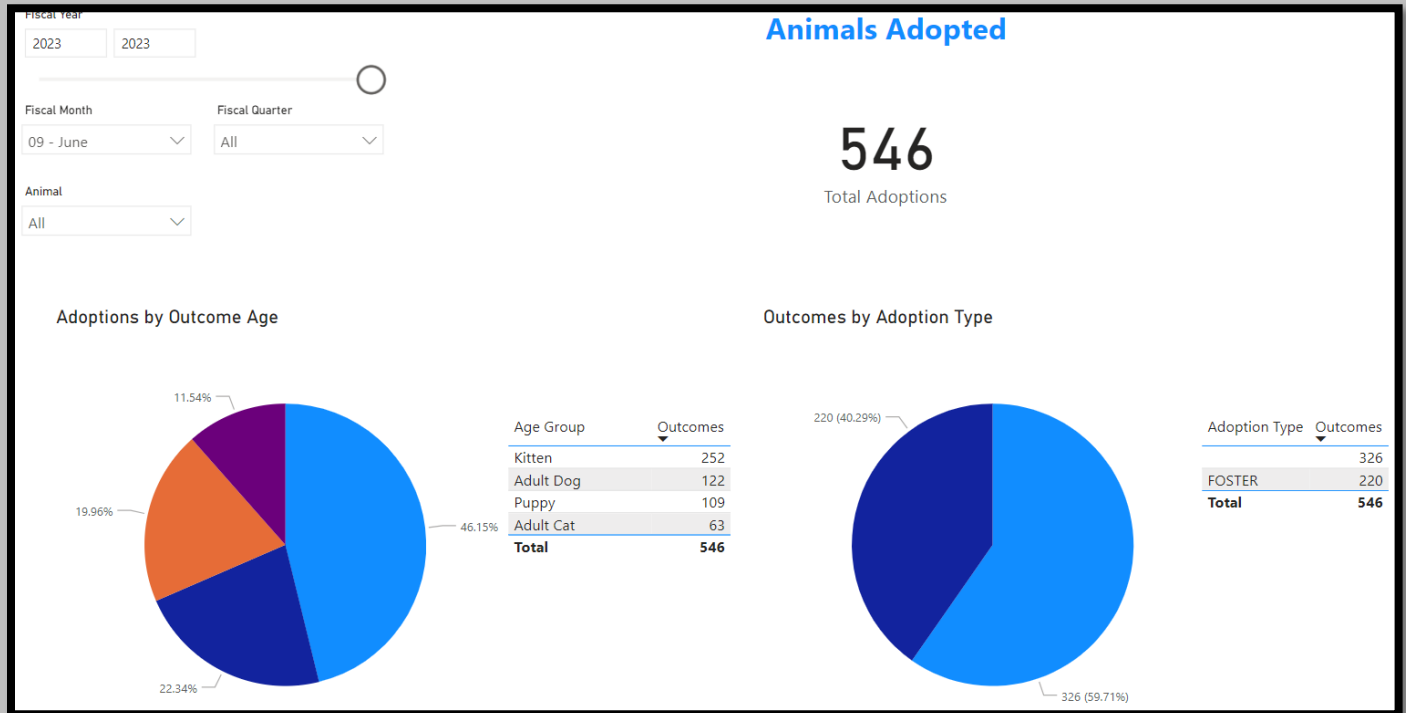 Fiscal Year
2023 2023
Fiscal Month Fiscal Quarter
09 - June All
Animal
All
Animals Adopted
546
Total Adoptions
Adoptions by Outcome Age
11.54%
19.96%
46.15%
22.34%
Age Group Outcomes
Kitten 252
Adult Dog 122
Puppy 109
Adult Cat 63
Total 546
Outcomes by Adoption Type
220 (40.29%)
326 (59.71%)
Adoption Type Outcomes
326
FOSTER 220
Total 546